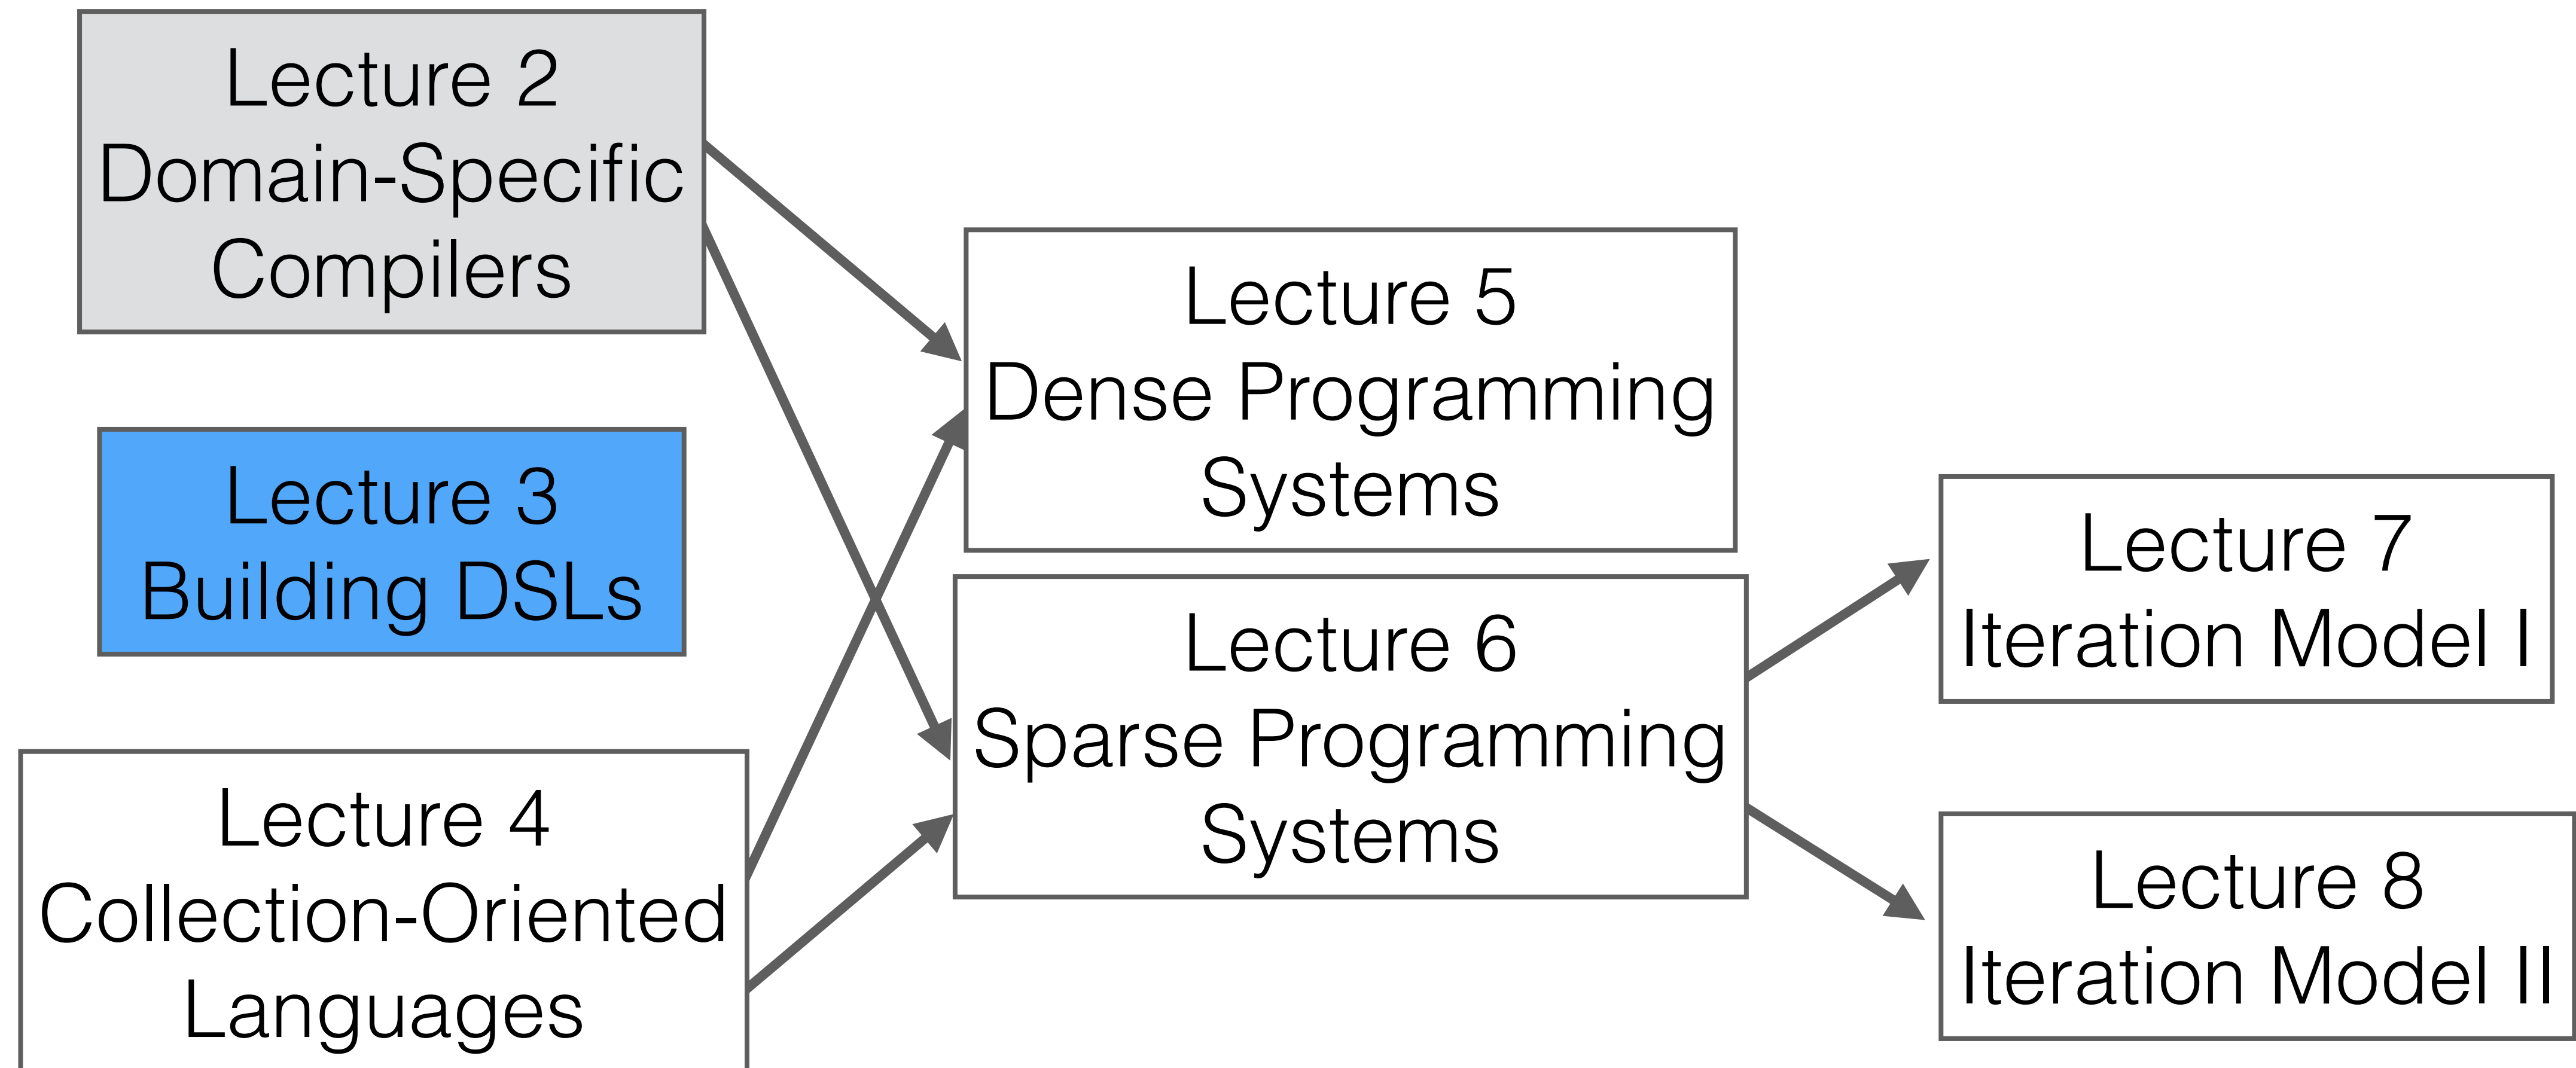 Lecture 2
Domain-Specific
Compilers
Lecture 3
Building DSLs
Lecture 4
Collection-Oriented
Languages
Lecture 5
Dense Programming
Systems
Lecture 6
Sparse Programming
Systems
Lecture 7
Iteration Model I
Lecture 8
Iteration Model II